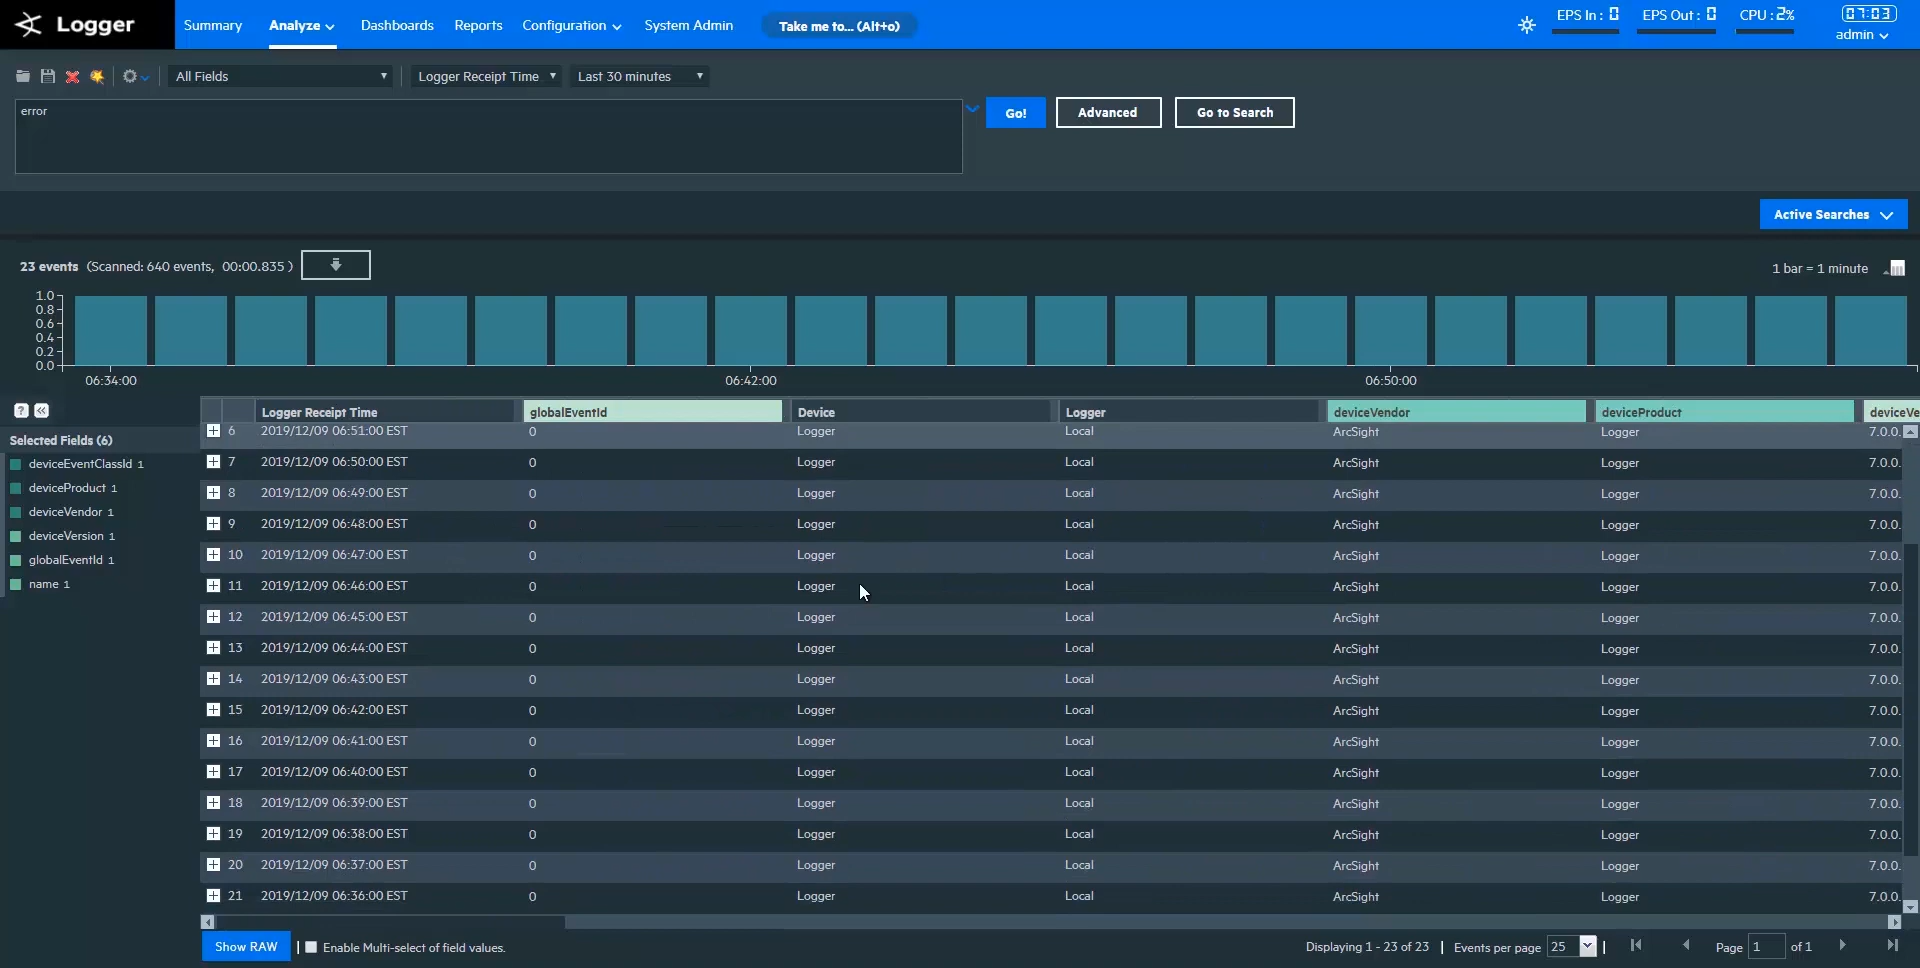 Logger
Summary Analyze Dashboards Reports Configuration System Admin Take me to... (Alt+o)
EPS In : 0 EPS Out : 0 CPU : 2% 07:03
admin
All Fields Logger Receipt Time Last 30 minutes
error
Go! Advanced Go to Search
Active Searches
23 events (Scanned: 640 events, 00:00.835 )
1 bar = 1 minute
1.0
0.8
0.6
0.4
0.2
0.0
06:34:00 06:42:00 06:50:00
? «
Selected Fields (6)
deviceEventClassId 1
deviceProduct 1
deviceVendor 1
deviceVersion 1
globalEventId 1
name 1
Logger Receipt Time globalEventId Device Logger deviceVendor deviceProduct deviceVe
6 2019/12/09 06:51:00 EST 0 Logger Local ArcSight Logger 7.0.0.
7 2019/12/09 06:50:00 EST 0 Logger Local ArcSight Logger 7.0.0.
8 2019/12/09 06:49:00 EST 0 Logger Local ArcSight Logger 7.0.0.
9 2019/12/09 06:48:00 EST 0 Logger Local ArcSight Logger 7.0.0.
10 2019/12/09 06:47:00 EST 0 Logger Local ArcSight Logger 7.0.0.
11 2019/12/09 06:46:00 EST 0 Logger Local ArcSight Logger 7.0.0.
12 2019/12/09 06:45:00 EST 0 Logger Local ArcSight Logger 7.0.0.
13 2019/12/09 06:44:00 EST 0 Logger Local ArcSight Logger 7.0.0.
14 2019/12/09 06:43:00 EST 0 Logger Local ArcSight Logger 7.0.0.
15 2019/12/09 06:42:00 EST 0 Logger Local ArcSight Logger 7.0.0.
16 2019/12/09 06:41:00 EST 0 Logger Local ArcSight Logger 7.0.0.
17 2019/12/09 06:40:00 EST 0 Logger Local ArcSight Logger 7.0.0.
18 2019/12/09 06:39:00 EST 0 Logger Local ArcSight Logger 7.0.0.
19 2019/12/09 06:38:00 EST 0 Logger Local ArcSight Logger 7.0.0.
20 2019/12/09 06:37:00 EST 0 Logger Local ArcSight Logger 7.0.0.
21 2019/12/09 06:36:00 EST 0 Logger Local ArcSight Logger 7.0.0.
Show RAW | Enable Multi-select of field values. Displaying 1 - 23 of 23 | Events per page 25 | Page 1 of 1